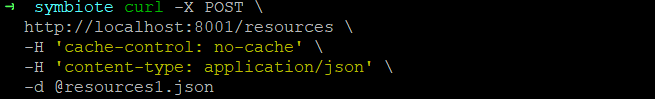 ➜ symbiote curl -X POST \
http://localhost:8001/resources \
-H 'cache-control: no-cache' \
-H 'content-type: application/json' \
-d @resources1.json